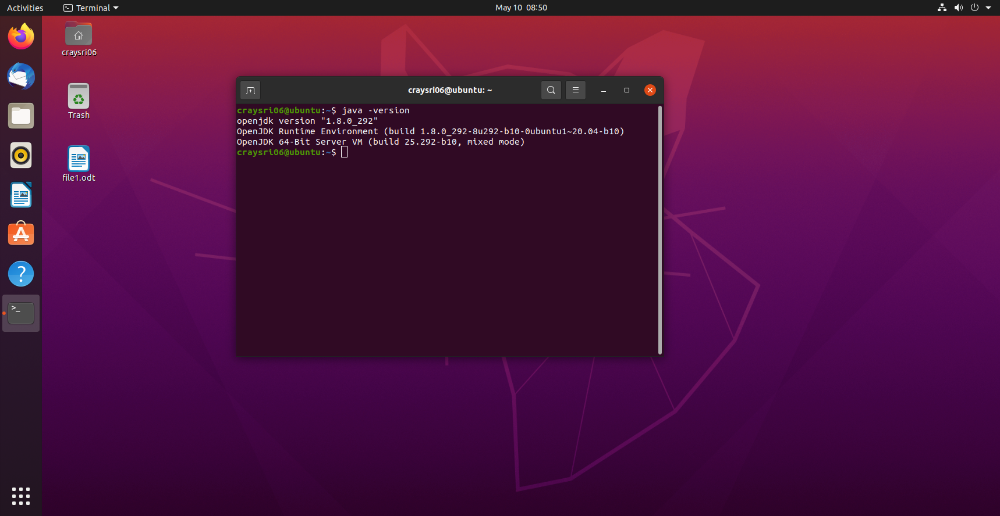 Activities
Terminal
May 10 08:50
craysri06
Trash
file1.odt
craysri06@ubuntu: ~
craysri06@ubuntu:~$ java -version
openjdk version "1.8.0_292"
OpenJDK Runtime Environment (build 1.8.0_292-8u292-b10-0ubuntu1~20.04-b10)
OpenJDK 64-Bit Server VM (build 25.292-b10, mixed mode)
craysri06@ubuntu:~$